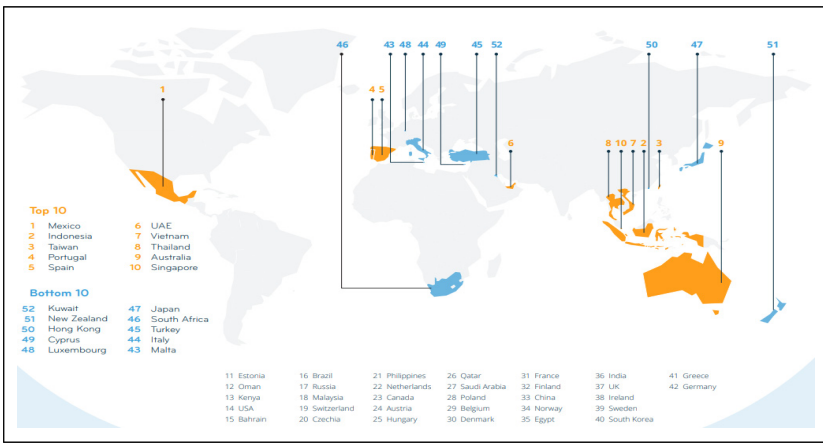 46 43 48 44 49 45 52 50 47 51
1 4 5 6 8 10 7 2 3 9
Top 10
1 Mexico 6 UAE
2 Indonesia 7 Vietnam
3 Taiwan 8 Thailand
4 Portugal 9 Australia
5 Spain 10 Singapore
Bottom 10
52 Kuwait 47 Japan
51 New Zealand 46 South Africa
50 Hong Kong 45 Turkey
49 Cyprus 44 Italy
48 Luxembourg 43 Malta
11 Estonia 16 Brazil 21 Philippines 26 Qatar 31 France 36 India 41 Greece
12 Oman 17 Russia 22 Netherlands 27 Saudi Arabia 32 Finland 37 UK 42 Germany
13 Kenya 18 Malaysia 23 Canada 28 Poland 33 China 38 Ireland
14 USA 19 Switzerland 24 Austria 29 Belgium 34 Norway 39 Sweden
15 Bahrain 20 Czechia 25 Hungary 30 Denmark 35 Egypt 40 South Korea